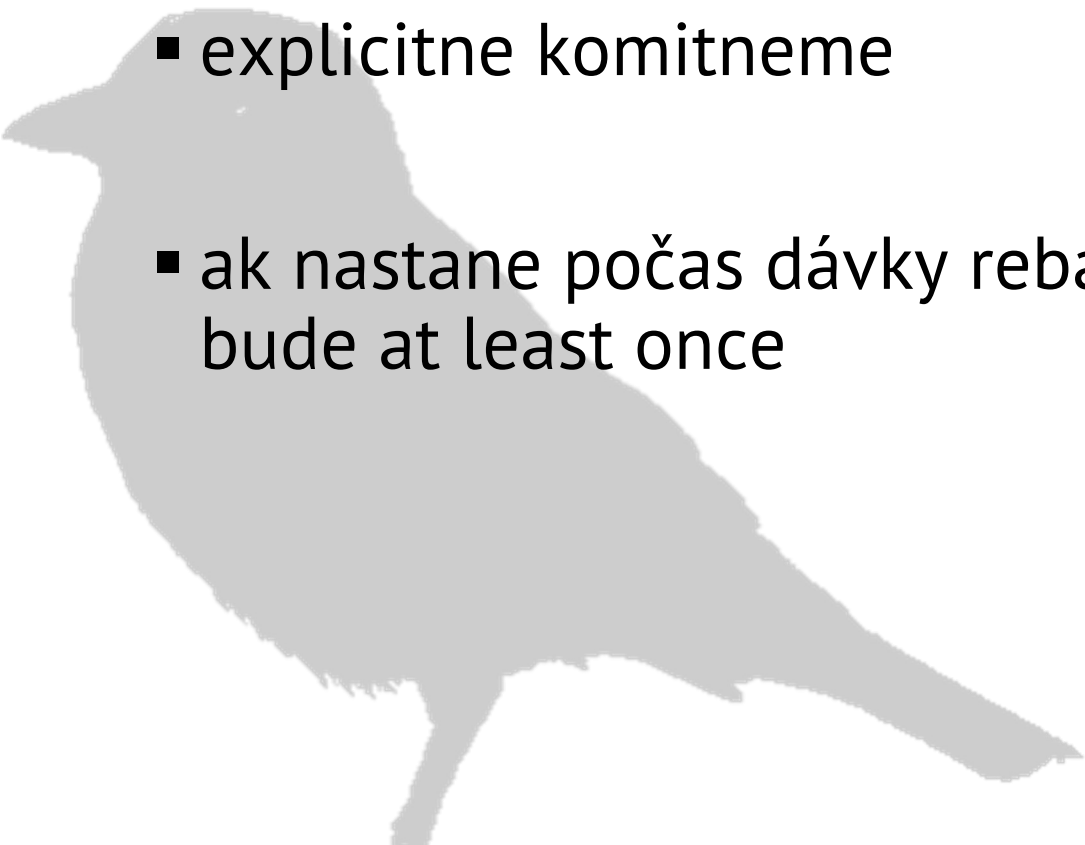 ▪ explicitne komitneme
▪ ak nastane počas dávky
bude at least once